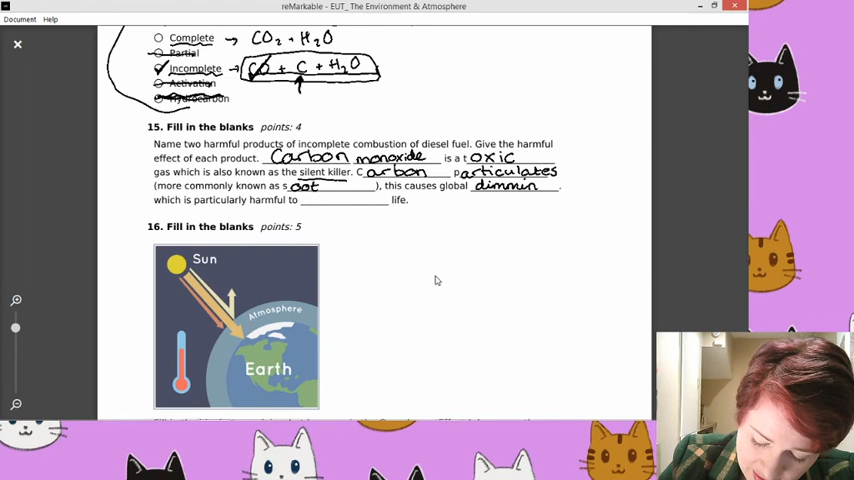 reMarkable - EUT_ The Environment & Atmosphere
Document Help
Complete → CO2 + H2O
Partial
Incomplete → CO + C + H2O
Activation
Hydrocarbon
15. Fill in the blanks points: 4
Name two harmful products of incomplete combustion of diesel fuel. Give the harmful
effect of each product. Carbon monoxide is a toxic
gas which is also known as the silent killer. Carbon particulates
(more commonly known as soot), this causes global dimmin.
which is particularly harmful to ____ life.
16. Fill in the blanks points: 5
Sun
Atmosphere
Earth